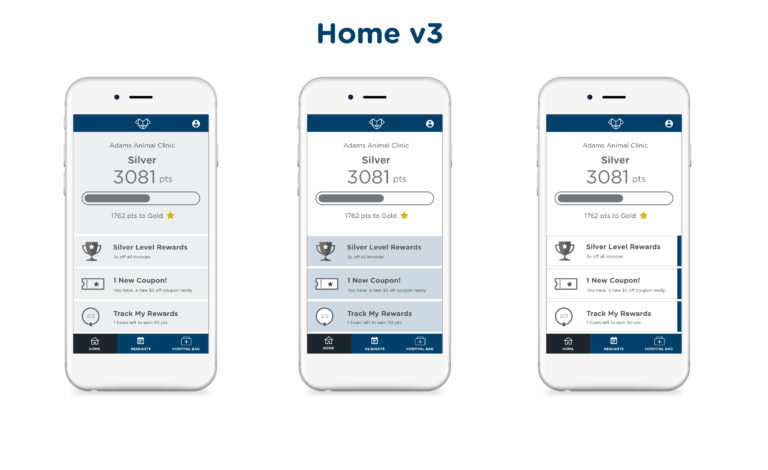 Home v3
Adams Animal Clinic
Silver
3081 pts
1762 pts to Gold
Silver Level Rewards
5% off all invoices
1 New Coupon!
You have a new $5 off coupon ready.
2/2
Track My Rewards
1 Exam left to earn 50 pts
HOME
REQUESTS
HOSPITAL BAG
Adams Animal Clinic
Silver
3081 pts
1762 pts to Gold
Silver Level Rewards
5% off all invoices
1 New Coupon!
You have a new $5 off coupon ready.
2/2
Track My Rewards
1 Exam left to earn 50 pts
HOME
REQUESTS
HOSPITAL BAG
Adams Animal Clinic
Silver
3081 pts
1762 pts to Gold
Silver Level Rewards
5% off all invoices
1 New Coupon!
You have a new $5 off coupon ready.
2/2
Track My Rewards
1 Exam left to earn 50 pts
HOME
REQUESTS
HOSPITAL BAG